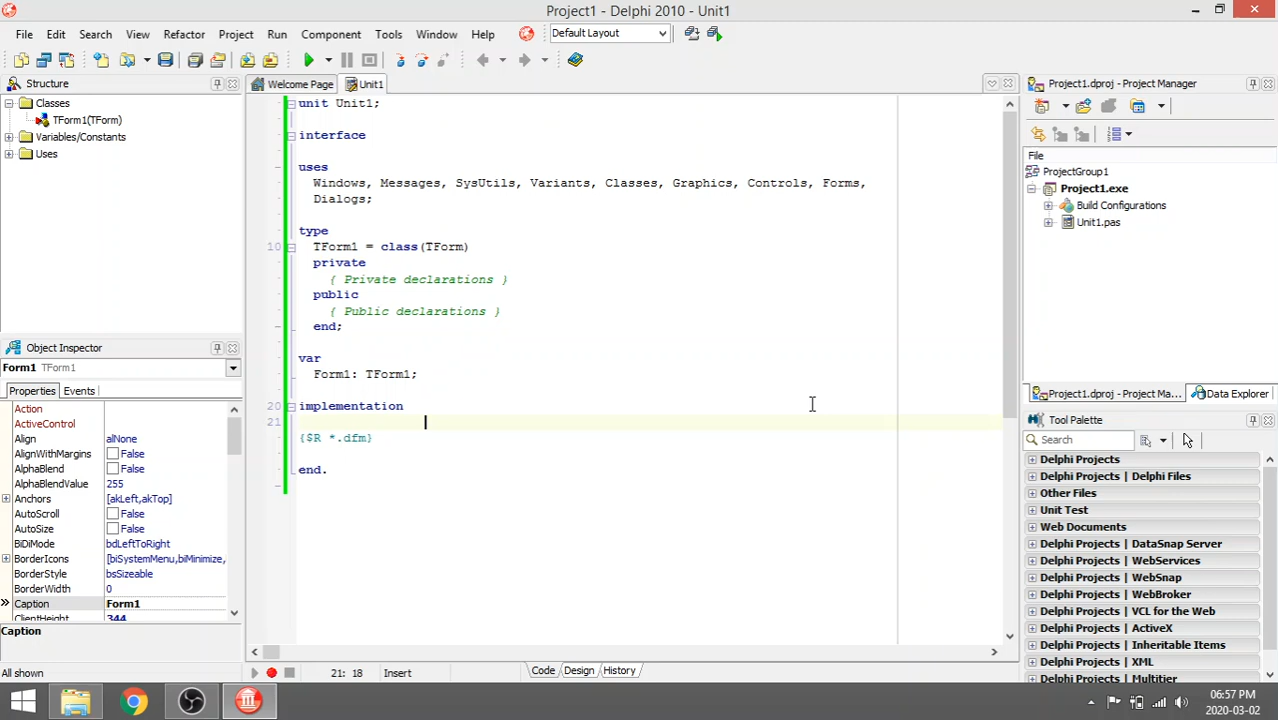 Project1 - Delphi 2010 - Unit1
File Edit Search View Refactor Project Run Component Tools Window Help
Default Layout
Structure
Classes
TForm1(TForm)
Variables/Constants
Uses
Object Inspector
Form1 TForm1
Properties Events
Action
ActiveControl
Align alNone
AlignWithMargins False
AlphaBlend False
AlphaBlendValue 255
Anchors [akLeft,akTop]
AutoScroll False
AutoSize False
BiDiMode bdLeftToRight
BorderIcons [biSystemMenu,biMinimize,
BorderStyle bsSizeable
BorderWidth 0
Caption Form1
ClientHeight 344
Caption
All shown
Welcome Page Unit1
unit Unit1;
interface
uses
Windows, Messages, SysUtils, Variants, Classes, Graphics, Controls, Forms,
Dialogs;
type
10 TForm1 = class(TForm)
private
{ Private declarations }
public
{ Public declarations }
end;
var
Form1: TForm1;
20 implementation
21
{$R *.dfm}
end.
21: 18 Insert Code Design History
Project1.dproj - Project Manager
File
ProjectGroup1
Project1.exe
Build Configurations
Unit1.pas
Project1.dproj - Project Ma... Data Explorer
Tool Palette
Search
Delphi Projects
Delphi Projects | Delphi Files
Other Files
Unit Test
Web Documents
Delphi Projects | DataSnap Server
Delphi Projects | WebServices
Delphi Projects | WebSnap
Delphi Projects | WebBroker
Delphi Projects | VCL for the Web
Delphi Projects | ActiveX
Delphi Projects | Inheritable Items
Delphi Projects | XML
Delphi Projects | Multitier
06:57 PM
2020-03-02